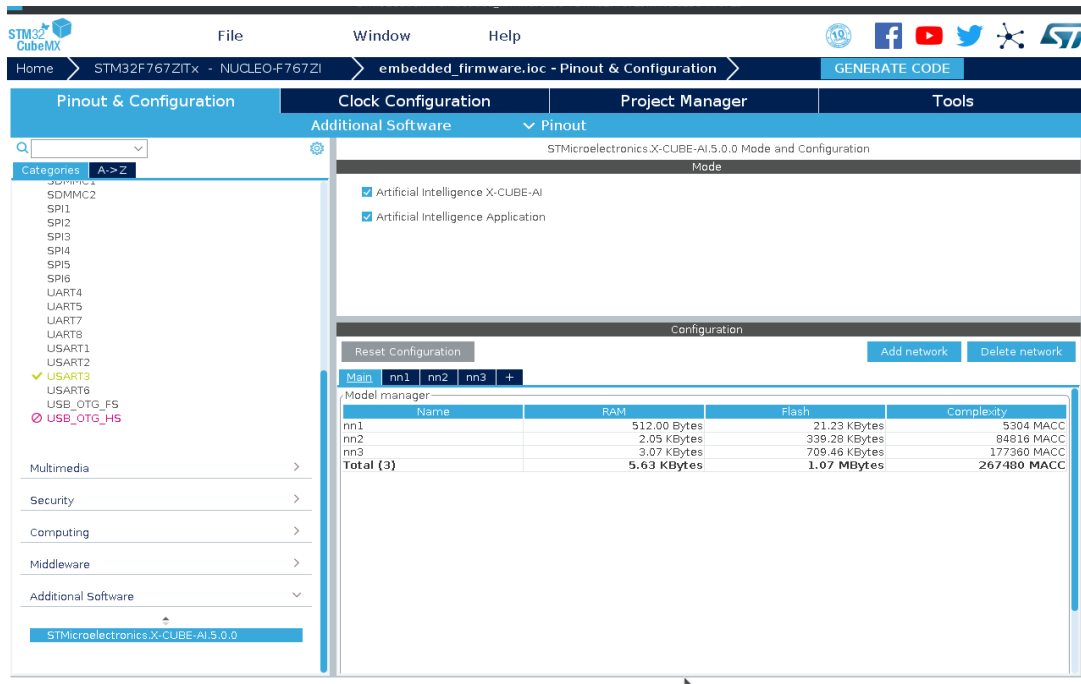 STM32
CubeMX
File
Window
Help
10
Home
STM32F767ZITx - NUCLEO-F767ZI
embedded_firmware.ioc - Pinout & Configuration
GENERATE CODE
Pinout & Configuration
Clock Configuration
Project Manager
Tools
Additional Software
Pinout
Categories
A->Z
SDMMC1
SDMMC2
SPI1
SPI2
SPI3
SPI4
SPI5
SPI6
UART4
UART5
UART7
UART8
USART1
USART2
USART3
USART6
USB_OTG_FS
USB_OTG_HS
Multimedia
Security
Computing
Middleware
Additional Software
STMicroelectronics.X-CUBE-AI.5.0.0
STMicroelectronics.X-CUBE-AI.5.0.0 Mode and Configuration
Mode
Artificial Intelligence X-CUBE-AI
Artificial Intelligence Application
Configuration
Reset Configuration
Add network
Delete network
Main nn1 nn2 nn3 +
Model manager
Name RAM Flash Complexity
nn1 512.00 Bytes 21.23 KBytes 5304 MACC
nn2 2.05 KBytes 339.28 KBytes 84816 MACC
nn3 3.07 KBytes 709.46 KBytes 177360 MACC
Total (3) 5.63 KBytes 1.07 MBytes 267480 MACC